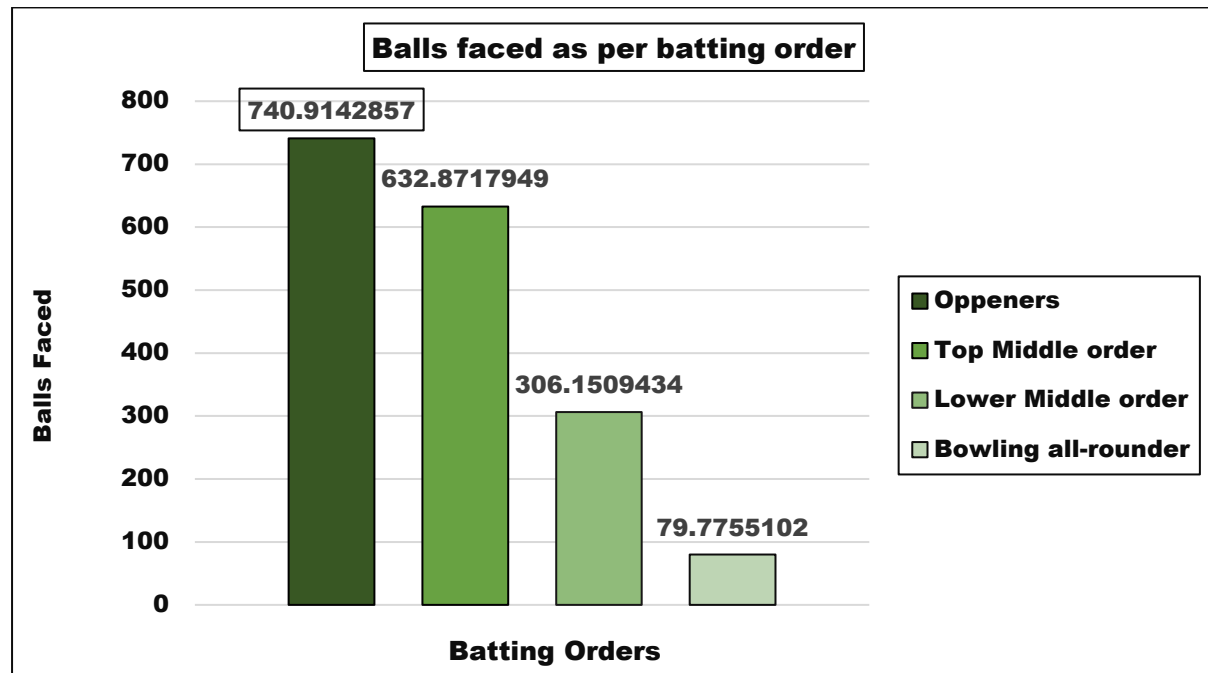 Balls faced as per batting order
800
700
600
500
400
300
200
100
0
740.9142857
632.8717949
306.1509434
79.7755102
Balls Faced
Batting Orders
Oppeners
Top Middle order
Lower Middle order
Bowling all-rounder